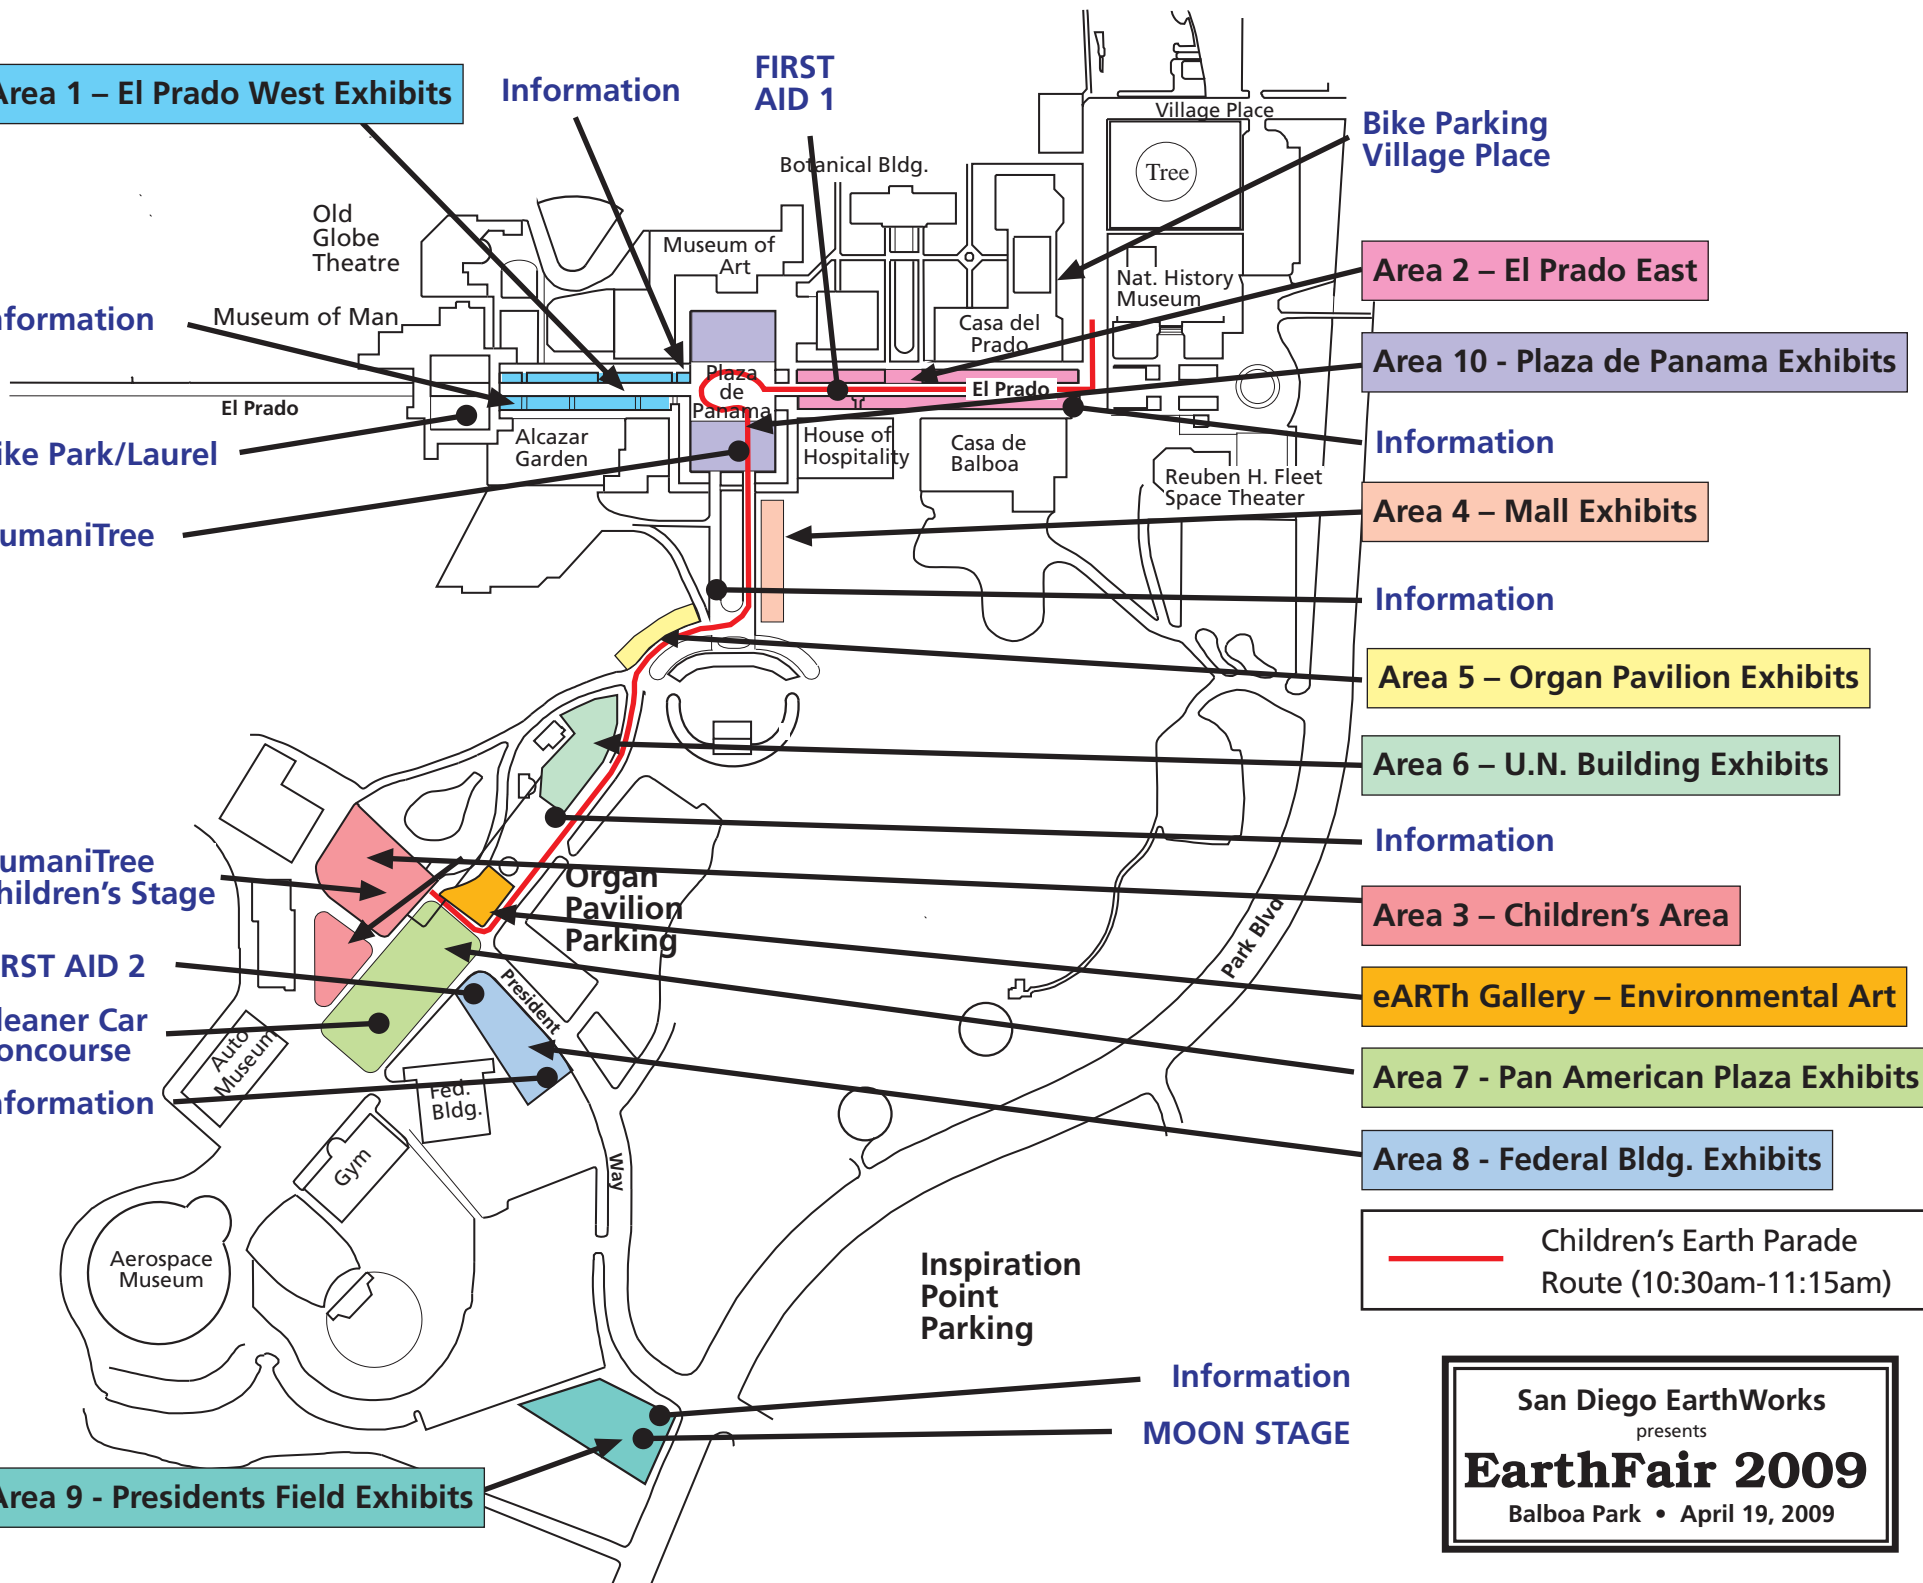 Area 1 – El Prado West Exhibits
Information
FIRST
AID 1
Village Place
Bike Parking
Village Place
Botanical Bldg.
Tree
Old
Globe
Theatre
Museum of
Art
Nat. History
Museum
Area 2 – El Prado East
nformation
Museum of Man
Casa del
Prado
Area 10 - Plaza de Panama Exhibits
Plaza
de
Panama
El Prado
El Prado
ike Park/Laurel
Alcazar
Garden
House of
Hospitality
Casa de
Balboa
Information
Reuben H. Fleet
Space Theater
Area 4 – Mall Exhibits
umaniTree
Information
Area 5 – Organ Pavilion Exhibits
Area 6 – U.N. Building Exhibits
Information
umaniTree
hildren's Stage
Organ
Pavilion
Parking
Area 3 – Children's Area
Park Blvd
RST AID 2
President
eARTh Gallery – Environmental Art
leaner Car
oncourse
Auto
Museum
Area 7 - Pan American Plaza Exhibits
nformation
Fed.
Bldg.
Gym
Way
Area 8 - Federal Bldg. Exhibits
Aerospace
Museum
Children's Earth Parade
Route (10:30am-11:15am)
Inspiration
Point
Parking
Information
MOON STAGE
Area 9 - Presidents Field Exhibits
San Diego EarthWorks
presents
EarthFair 2009
Balboa Park • April 19, 2009